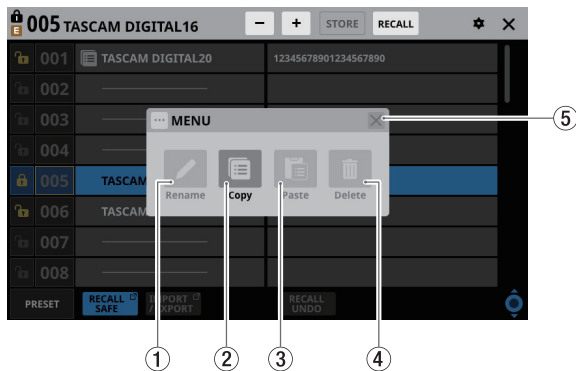 E 005 TASCAM DIGITAL16 − + STORE RECALL
001 TASCAM DIGITAL20 12345678901234567890
002
003
MENU
⑤
004
005 TASCAM
Rename Copy Paste Delete
006 TASCAM
007
008
PRESET RECALL SAFE IMPORT / EXPORT RECALL UNDO
① ② ③ ④